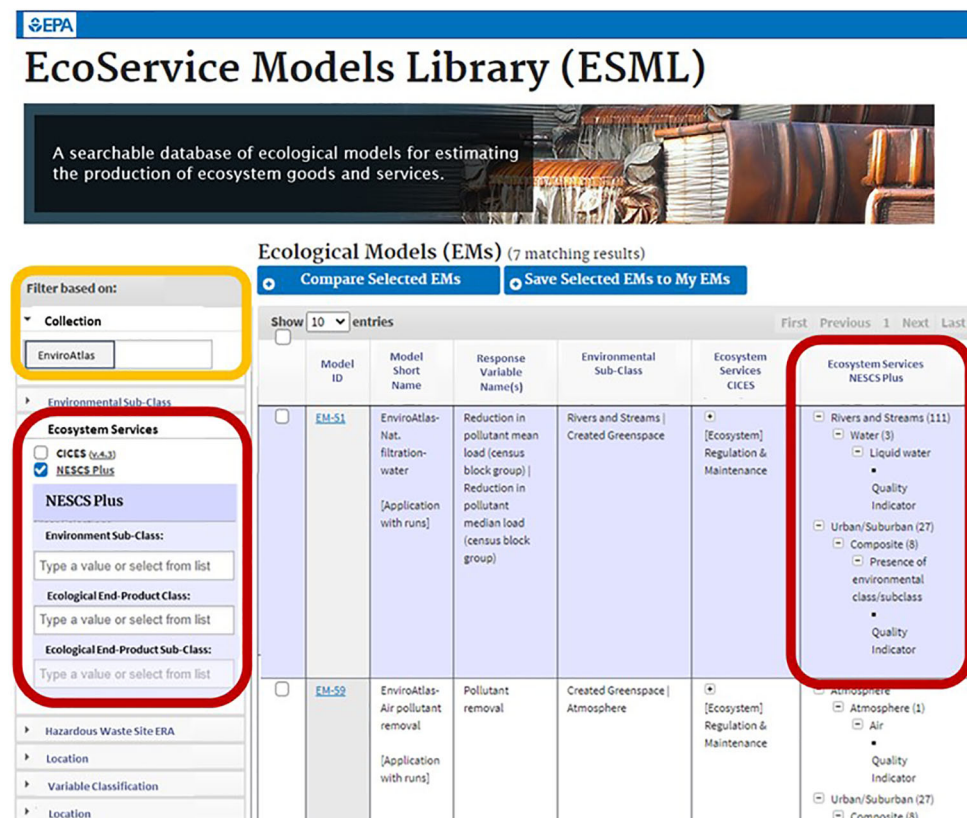 EPA
EcoService Models Library (ESML)
A searchable database of ecological models for estimating
the production of ecosystem goods and services.
Ecological Models (EMs) (7 matching results)
Compare Selected EMs
Save Selected EMs to My EMs
Filter based on:
Collection
EnviroAtlas
Environmental Sub-Class
Ecosystem Services
CICES (v.4.3)
NESCS Plus
NESCS Plus
Environment Sub-Class:
Type a value or select from list
Ecological End-Product Class:
Type a value or select from list
Ecological End-Product Sub-Class:
Type a value or select from list
Hazardous Waste Site ERA
Location
Variable Classification
Location
Show 10 entries
First Previous 1 Next Last
Model
ID
Model
Short
Name
Response
Variable
Name(s)
Environmental
Sub-Class
Ecosystem
Services
CICES
Ecosystem Services
NESCS Plus
EM-51
EnviroAtlas-
Nat.
filtration-
water
[Application
with runs]
Reduction in
pollutant mean
load (census
block group) |
Reduction in
pollutant
median load
(census block
group)
Rivers and Streams |
Created Greenspace
[Ecosystem]
Regulation &
Maintenance
Rivers and Streams (111)
Water (3)
Liquid water
Quality
Indicator
Urban/Suburban (27)
Composite (8)
Presence of
environmental
class/subclass
Quality
Indicator
EM-59
EnviroAtlas-
Air pollutant
removal
[Application
with runs]
Pollutant
removal
Created Greenspace |
Atmosphere
[Ecosystem]
Regulation &
Maintenance
Atmosphere
Atmosphere (1)
Air
Quality
Indicator
Urban/Suburban (27)
Composite (8)